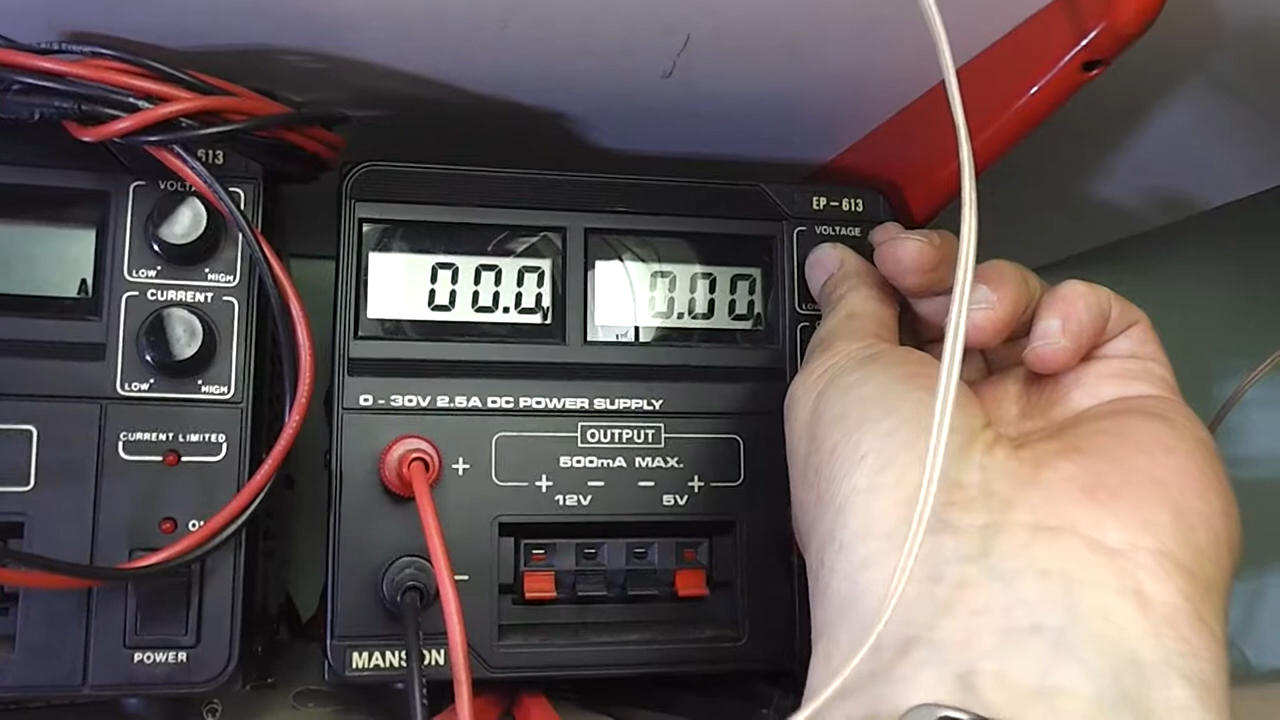 613
VOLTA
LOW
HIGH
CURRENT
LOW
HIGH
A
CURRENT LIMITED
POWER
EP-613
VOLTAGE
00.0
V
0.00
A
0 - 30V 2.5A DC POWER SUPPLY
OUTPUT
500mA MAX.
+ - - +
12V 5V
+
-
MANSON